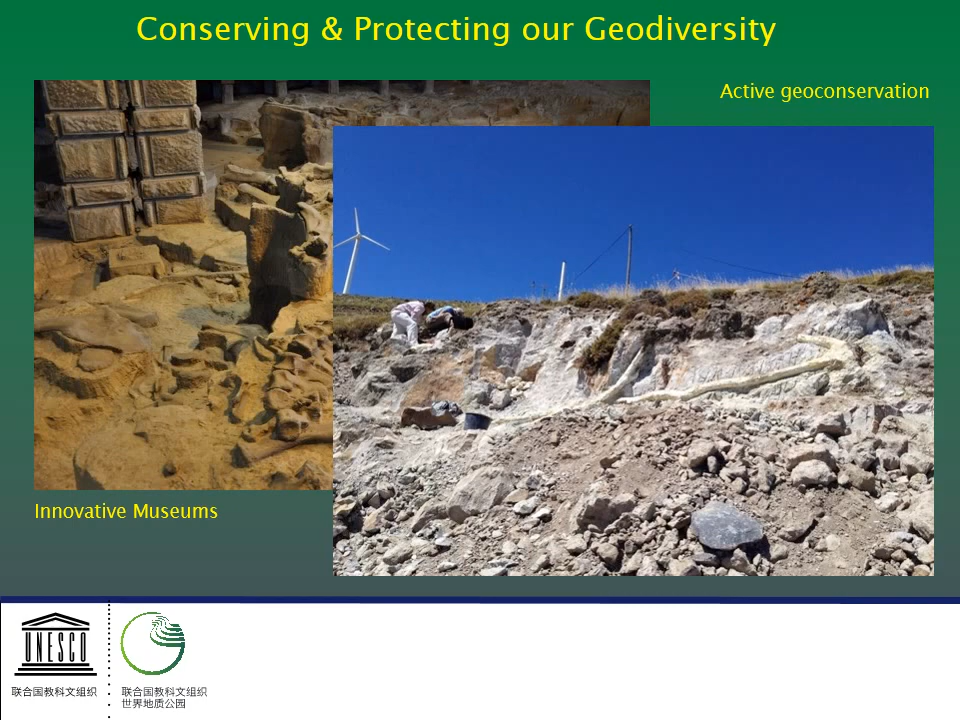 Conserving & Protecting our Geodiversity
Active geoconservation
Innovative Museums
UNESCO
联合国教科文组织
联合国教科文组织
世界地质公园